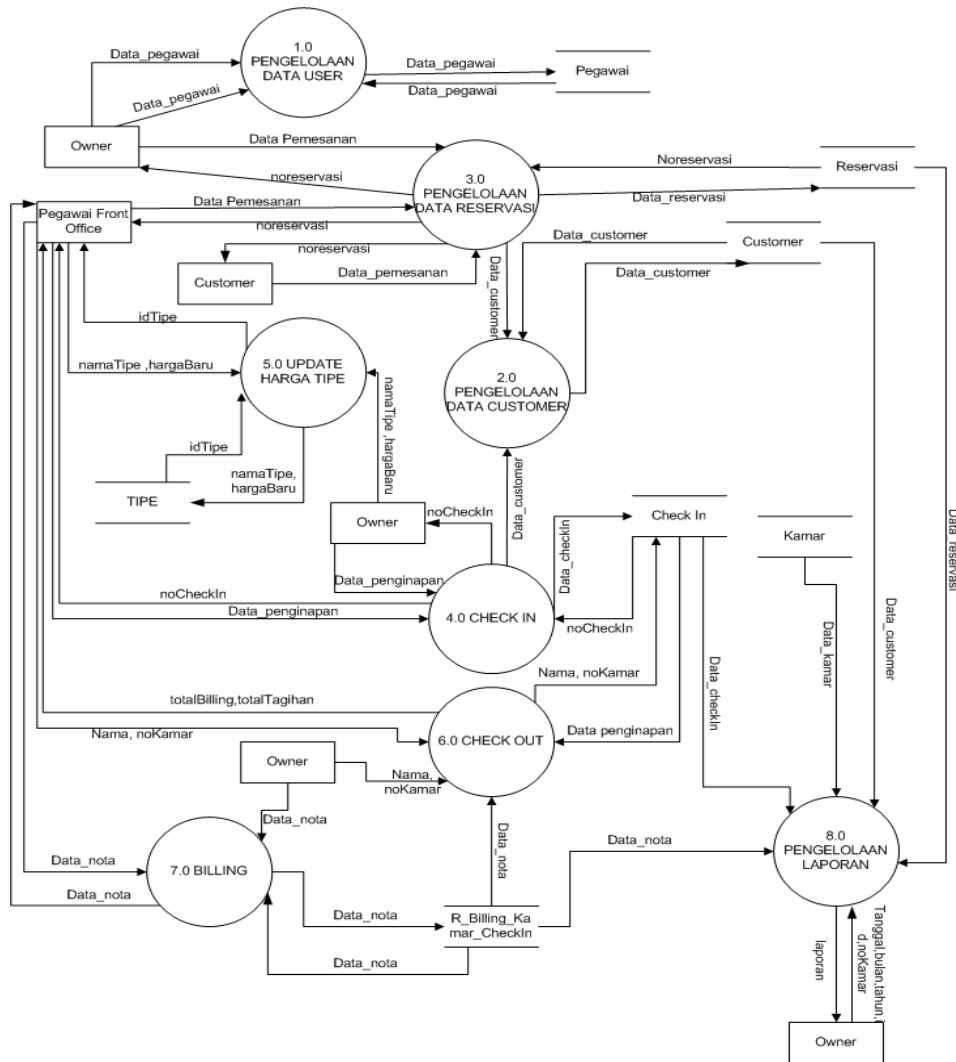 1.0
PENGELOLAAN
DATA USER
Data_pegawai
Data_pegawai
Data_pegawai
Data_pegawai
Pegawai
Owner
Data Pemesanan
noreservasi
3.0
PENGELOLAAN
DATA RESERVASI
Noreservasi
Reservasi
Data_reservasi
Pegawai Front
Office
Data Pemesanan
noreservasi
noreservasi
Customer
Data_pemesanan
Data_customer
Customer
Data_customer
Data_customer
idTipe
5.0 UPDATE
HARGA TIPE
namaTipe ,hargaBaru
2.0
PENGELOLAAN
DATA CUSTOMER
namaTipe ,hargaBaru
idTipe
namaTipe,
hargaBaru
TIPE
Owner
noCheckIn
Data_customer
Data_checkIn
Check In
Kamar
Data_reservasi
Data_penginapan
noCheckIn
Data_penginapan
4.0 CHECK IN
noCheckIn
Data_kamar
Data_customer
Data_checkIn
Nama, noKamar
totalBilling,totalTagihan
6.0 CHECK OUT
Data penginapan
Nama, noKamar
Owner
Nama,
noKamar
Data_nota
Data_nota
8.0
PENGELOLAAN
LAPORAN
Data_nota
7.0 BILLING
Data_nota
Data_nota
Data_nota
R_Billing_Ka
mar_CheckIn
Data_nota
laporan
Tanggal,bulan,tahun,i
d,noKamar
Owner